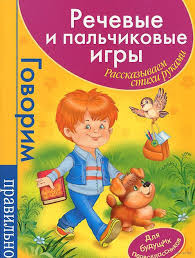 Речевые
и пальчиковые
игры
Рассказываем
стихи руками
Говорим
правильно
Для будущих
первоклассников